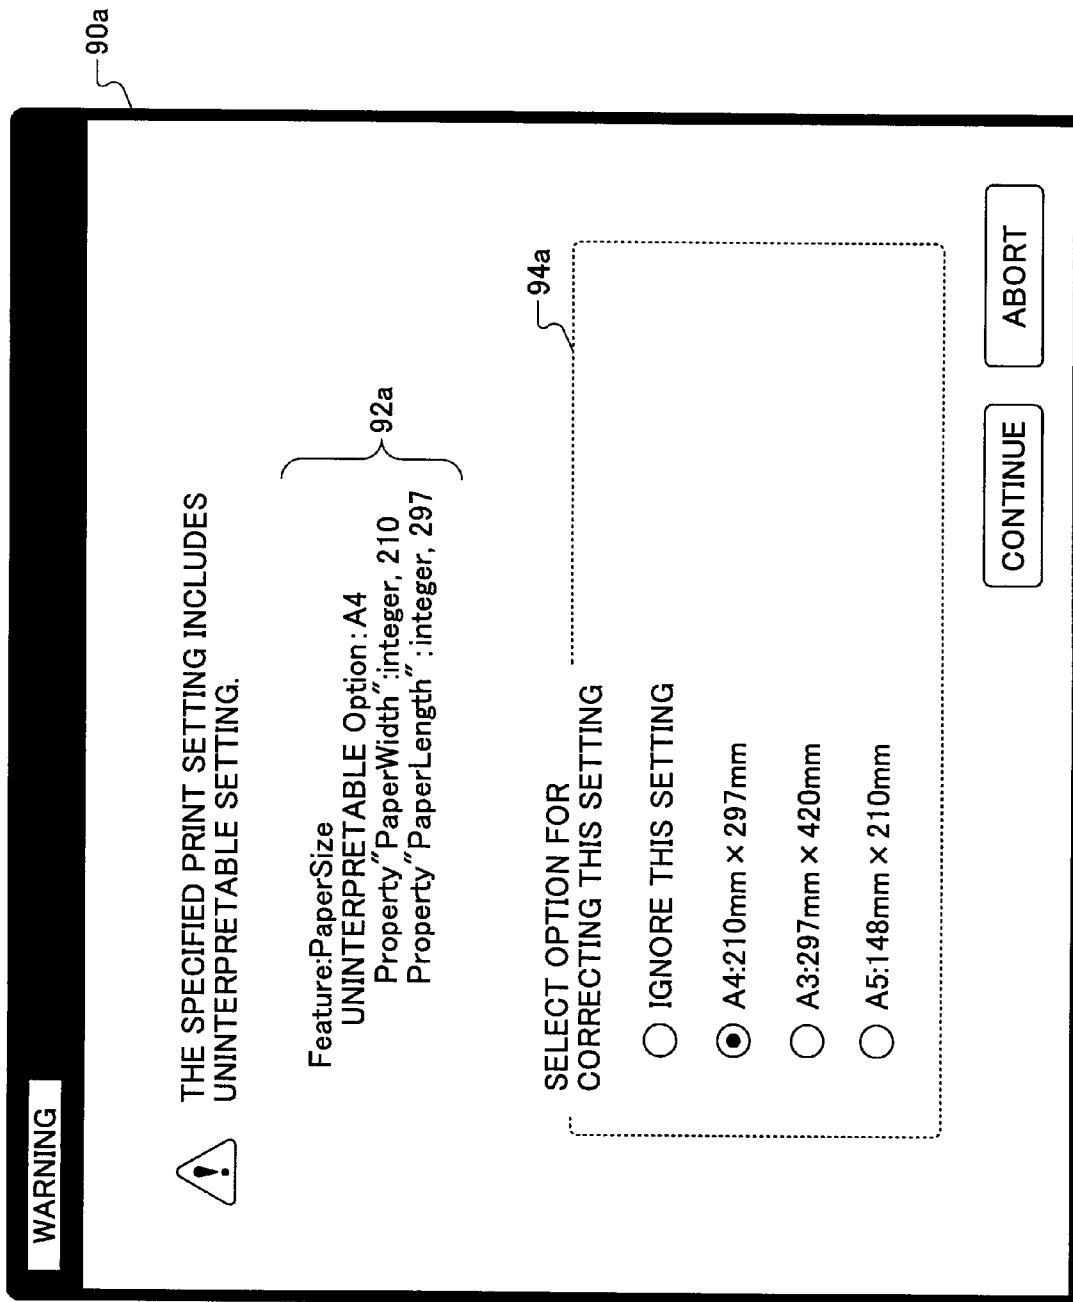 90a
WARNING
THE SPECIFIED PRINT SETTING INCLUDES
UNINTERPRETABLE SETTING.
Feature:PaperSize
UNINTERPRETABLE Option:A4
Property"PaperWidth":integer, 210
Property"PaperLength":integer, 297
92a
94a
SELECT OPTION FOR
CORRECTING THIS SETTING
IGNORE THIS SETTING
A4:210mm×297mm
A3:297mm×420mm
A5:148mm×210mm
CONTINUE
ABORT